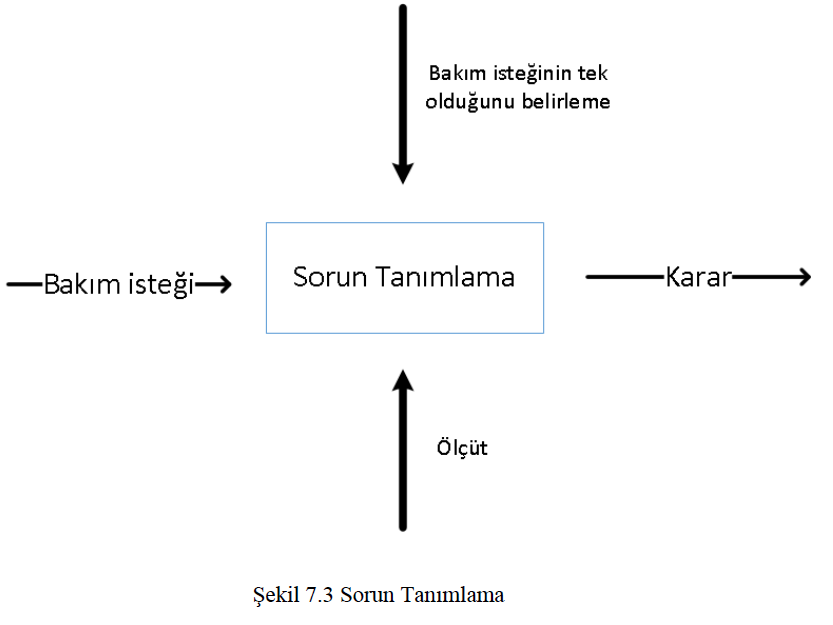 Bakım isteğinin tek
olduğunu belirleme
Bakım isteği
Sorun Tanımlama
Karar
Ölçüt
Şekil 7.3 Sorun Tanımlama